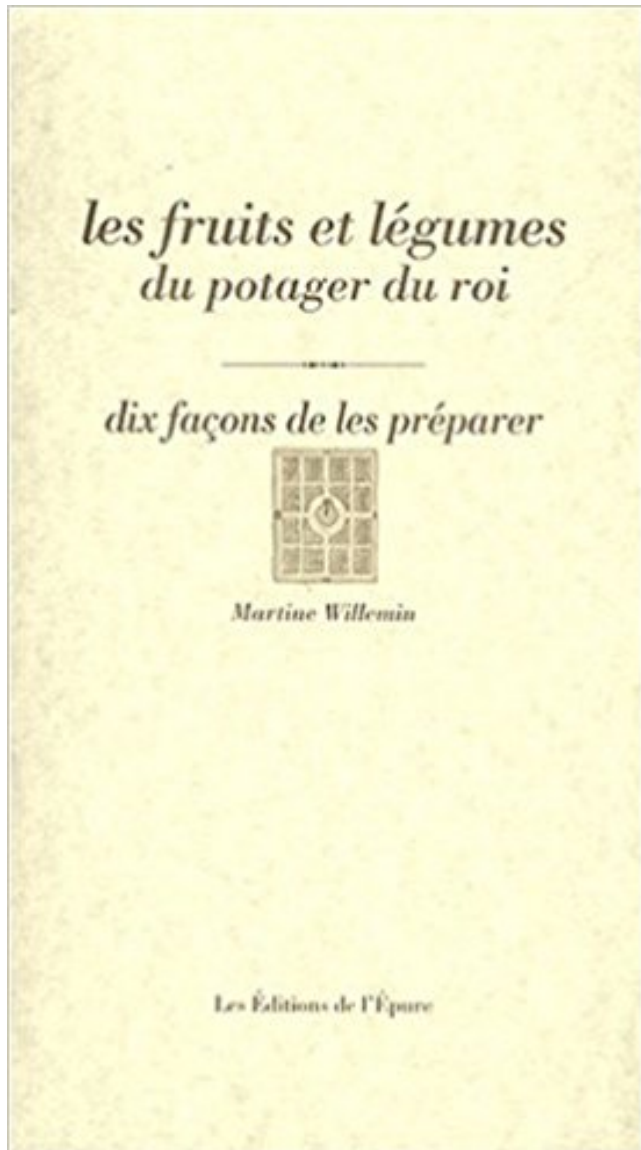 les fruits et légumes
du potager du roi
dix façons de les préparer
Martine Willemin
Les Éditions de l'Épure